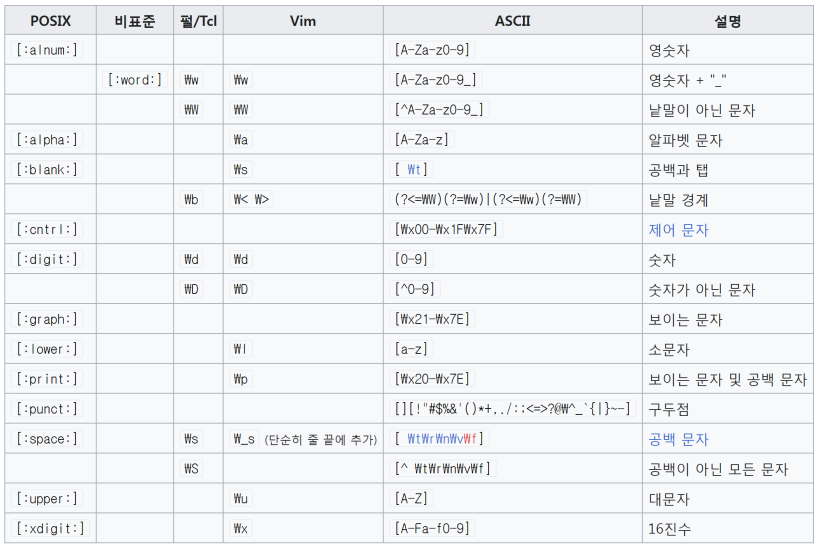 POSIX 비표준 펄/Tcl Vim ASCII 설명
[:alnum:] [A-Za-z0-9] 영숫자
[:word:] ₩w ₩w [A-Za-z0-9_] 영숫자 + "_"
₩W ₩W [^A-Za-z0-9_] 낱말이 아닌 문자
[:alpha:] ₩a [A-Za-z] 알파벳 문자
[:blank:] ₩s [ ₩t] 공백과 탭
₩b ₩< ₩> (?<=₩W)(?=₩w)|(?<=₩w)(?=₩W) 낱말 경계
[:cntrl:] [₩x00-₩x1F₩x7F] 제어 문자
[:digit:] ₩d ₩d [0-9] 숫자
₩D ₩D [^0-9] 숫자가 아닌 문자
[:graph:] [₩x21-₩x7E] 보이는 문자
[:lower:] ₩l [a-z] 소문자
[:print:] ₩p [₩x20-₩x7E] 보이는 문자 및 공백 문자
[:punct:] [][!"#$%&'()*+,./:;<=>?@₩^_`{|}~-] 구두점
[:space:] ₩s ₩_s (단순히 줄 끝에 추가) [ ₩t₩r₩n₩v₩f] 공백 문자
₩S [^ ₩t₩r₩n₩v₩f] 공백이 아닌 모든 문자
[:upper:] ₩u [A-Z] 대문자
[:xdigit:] ₩x [A-Fa-f0-9] 16진수